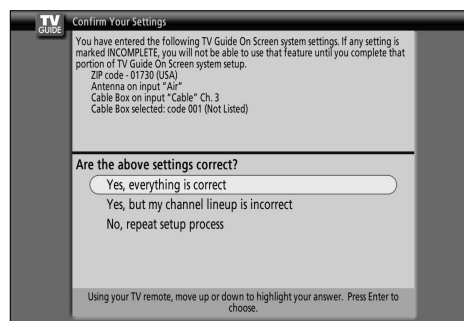 TV
GUIDE
Confirm Your Settings
You have entered the following TV Guide On Screen system settings. If any setting is
marked INCOMPLETE, you will not be able to use that feature until you complete that
portion of TV Guide On Screen system setup.
ZIP code - 01730 (USA)
Antenna on input “Air”
Cable Box on input “Cable” Ch. 3
Cable Box selected: code 001 (Not Listed)
Are the above settings correct?
Yes, everything is correct
Yes, but my channel lineup is incorrect
No, repeat setup process
Using your TV remote, move up or down to highlight your answer. Press Enter to
choose.